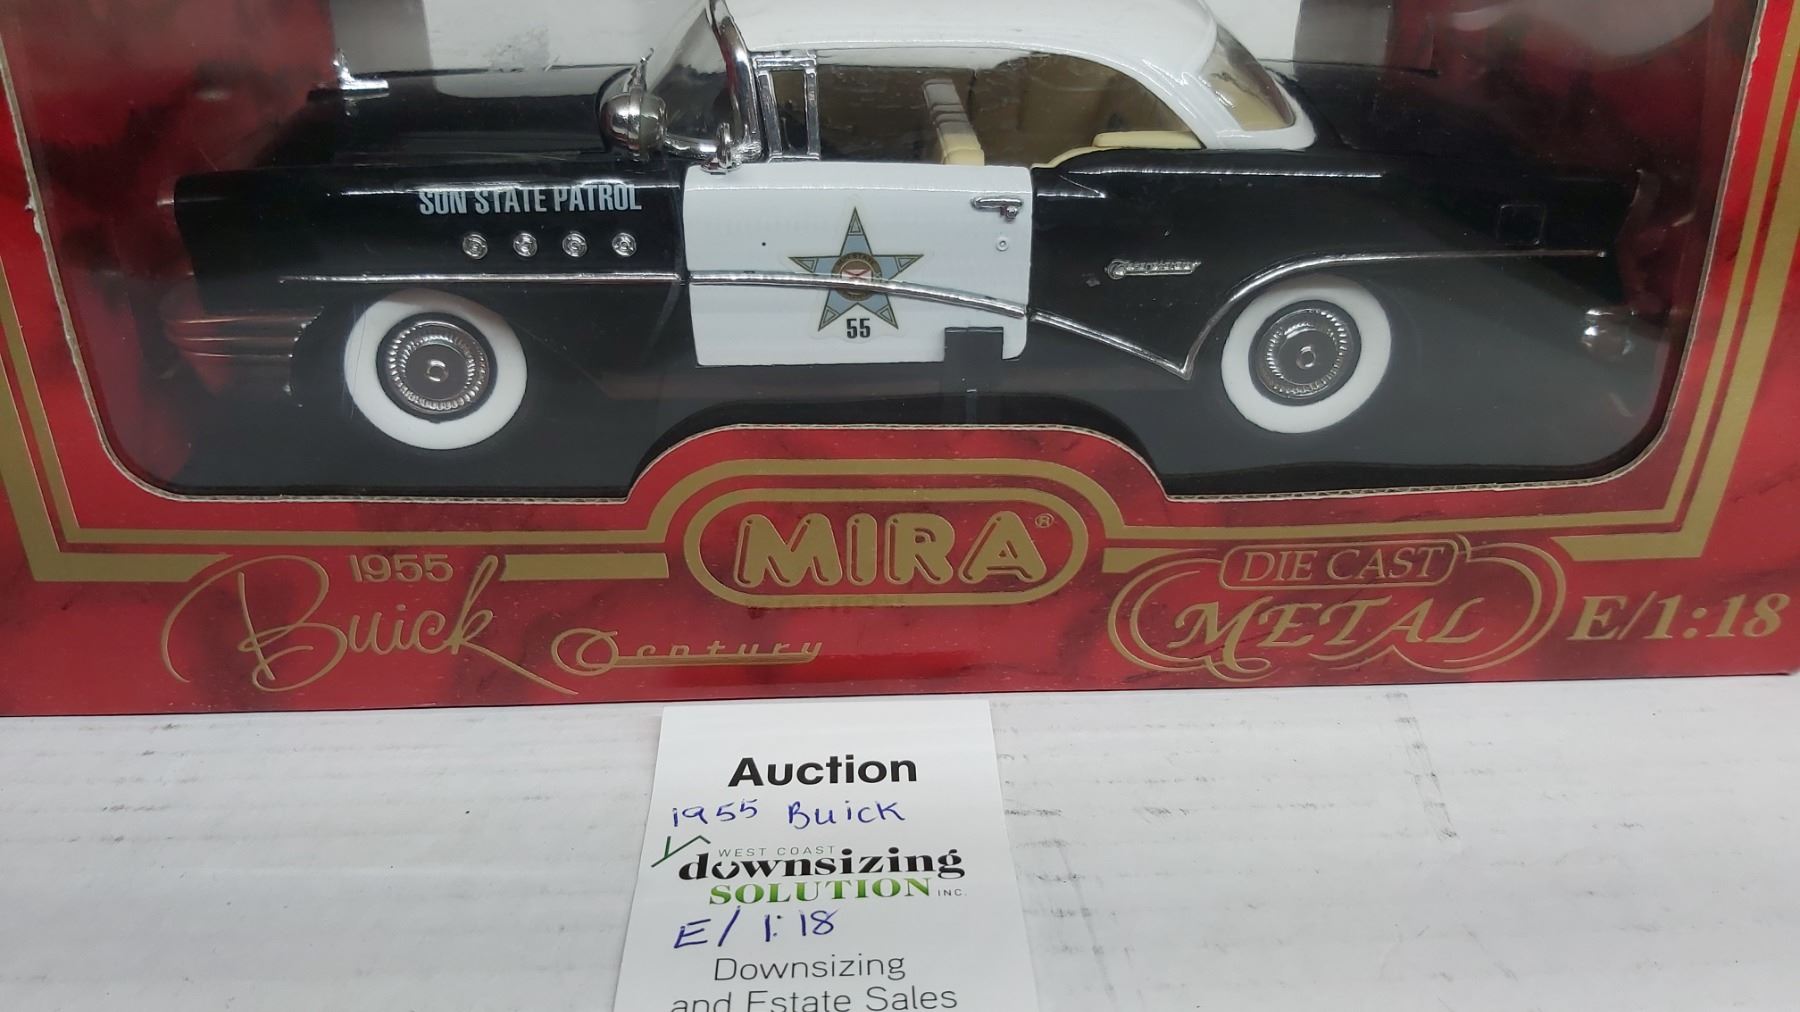 SUN STATE PATROL
55
Century
MIRA®
1955
Buick
Century
DIE CAST
METAL
E/1:18
Auction
1955 Buick
WEST COAST
downsizing
SOLUTION INC.
E/1:18
Downsizing
and Estate Sales